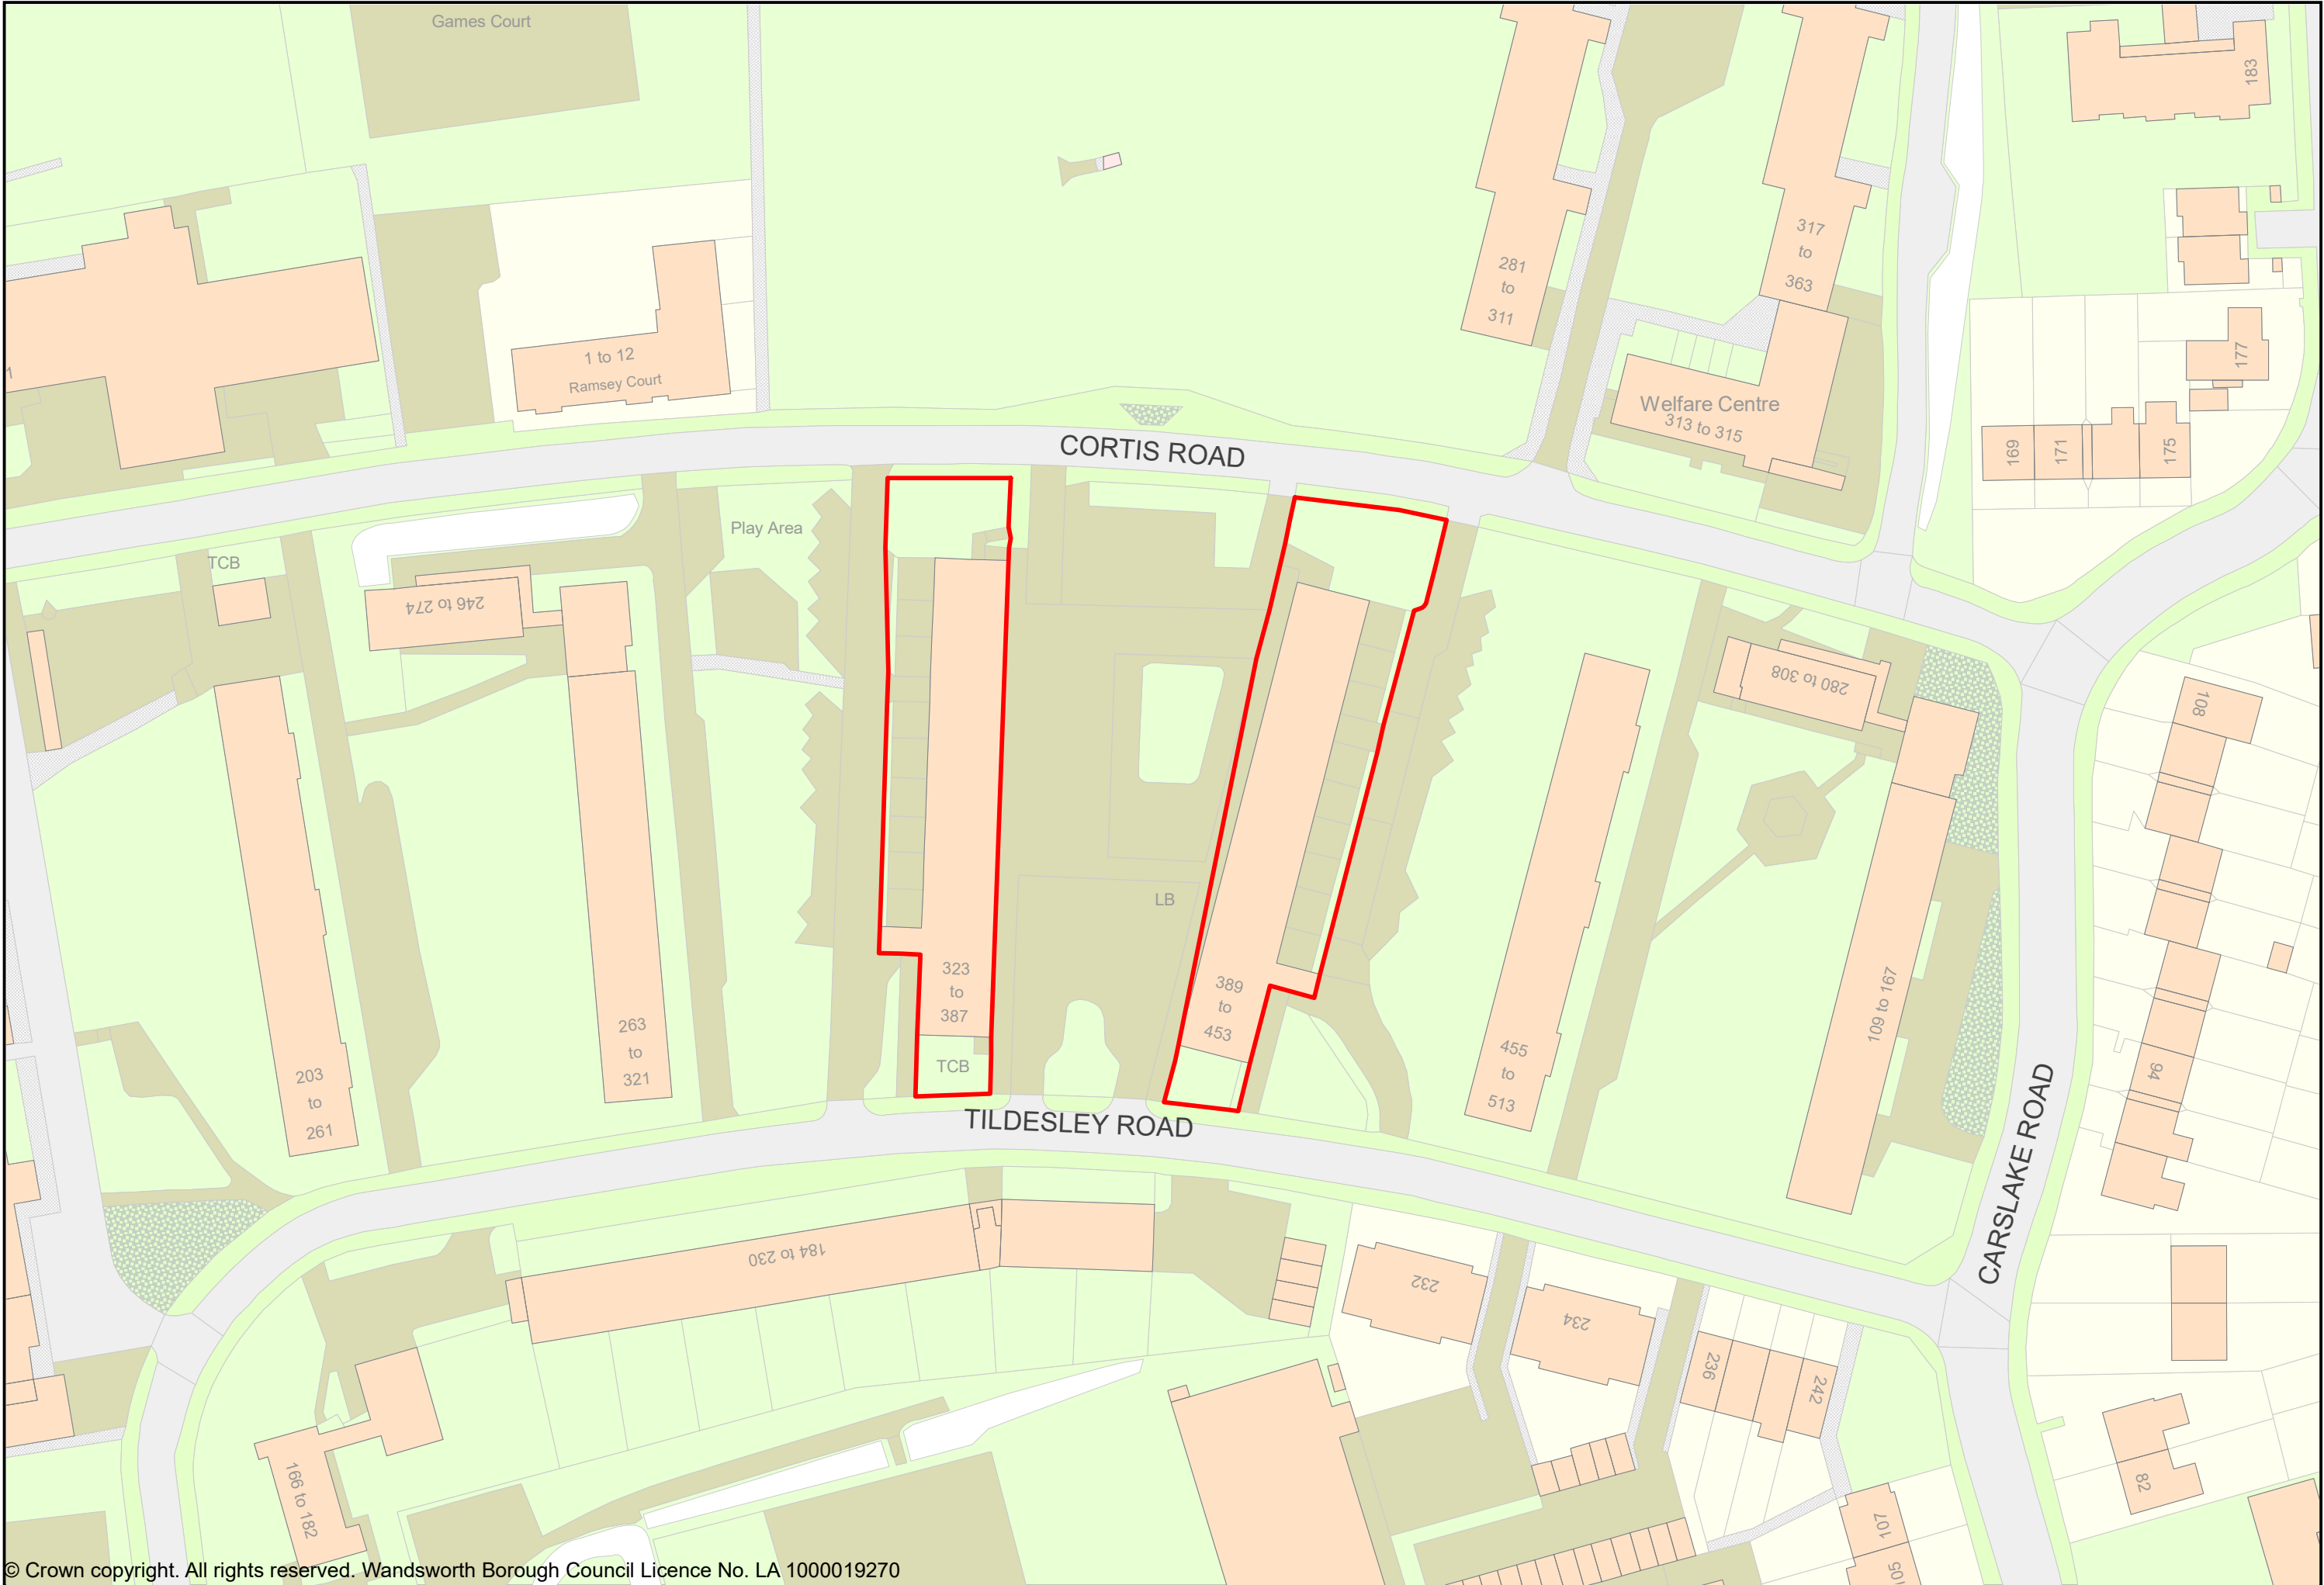 Games Court
183
317
to
363
281
to
311
1 to 12
Ramsey Court
177
Welfare Centre
313 to 315
169
171
175
CORTIS ROAD
Play Area
TCB
246 to 274
280 to 308
108
LB
323
to
387
389
to
453
109 to 167
263
to
321
455
to
513
203
to
261
TCB
94
TILDESLEY ROAD
CARSLAKE ROAD
184 to 230
232
234
236
242
82
166 to 182
107
105
© Crown copyright. All rights reserved. Wandsworth Borough Council Licence No. LA 1000019270